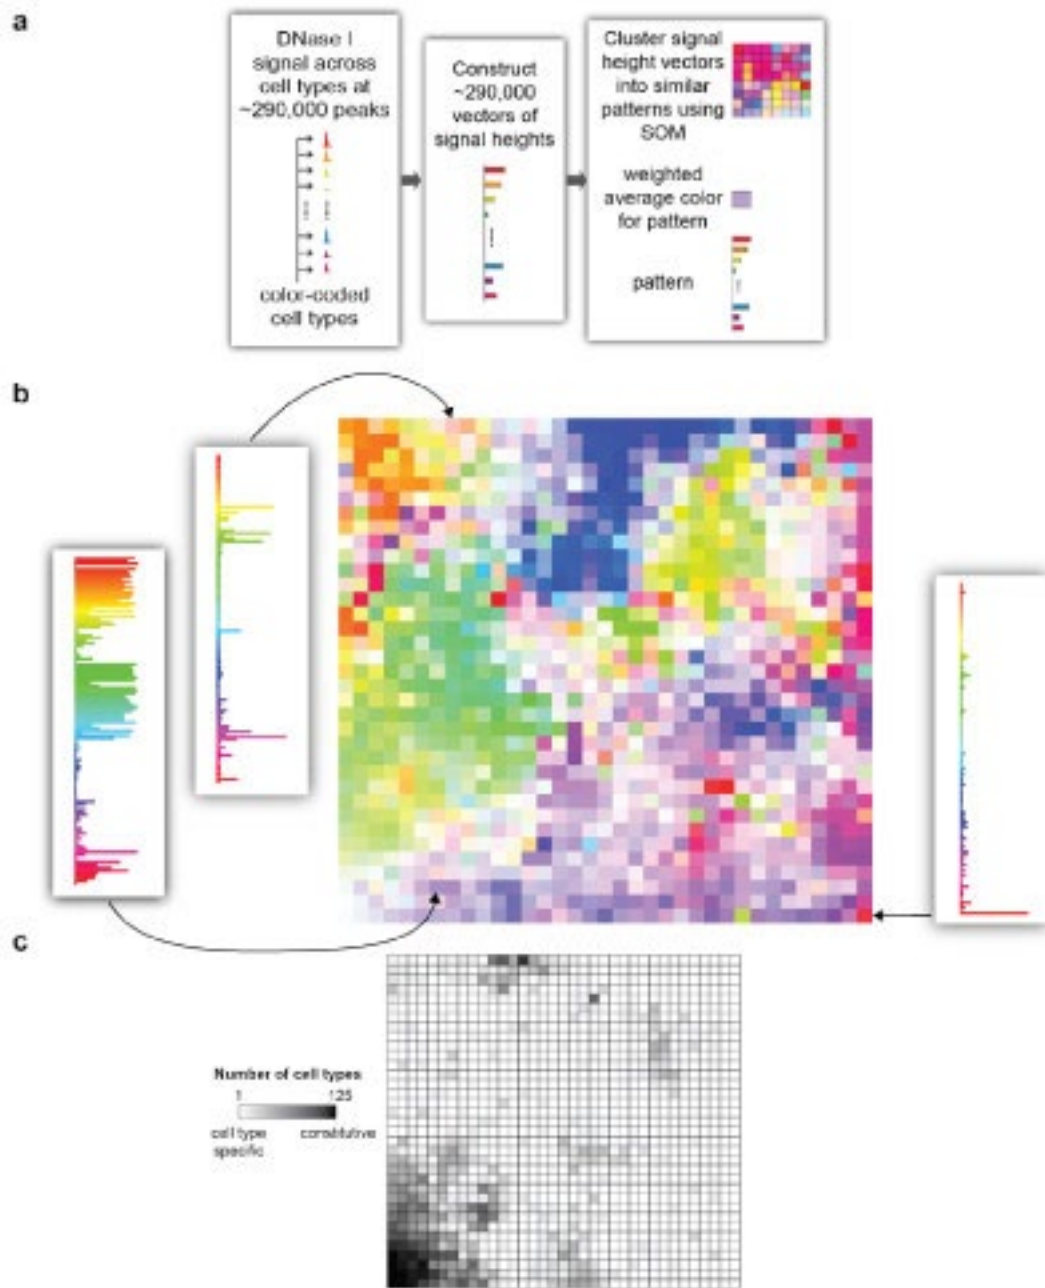 a
DNase I
signal across
cell types at
~290,000 peaks
color-coded
cell types
Construct
~290,000
vectors of
signal heights
Cluster signal
height vectors
into similar
patterns using
SOM
weighted
average color
for pattern
pattern
b
c
Number of cell types
1 125
cell type constitutive
specific